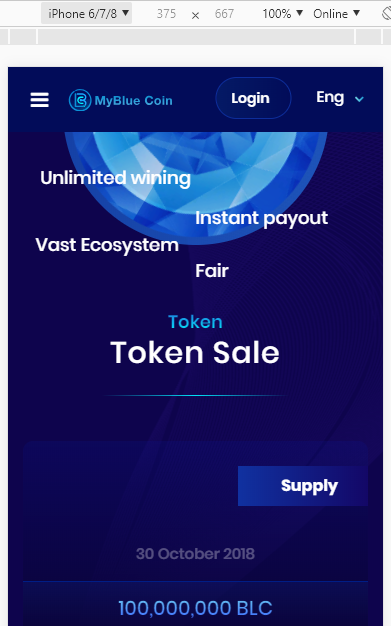 iPhone 6/7/8 ▼ 375 × 667 100% ▼ Online ▼
MyBlue Coin Login Eng
Unlimited wining
Instant payout
Vast Ecosystem
Fair
Token
Token Sale
Supply
30 October 2018
100,000,000 BLC